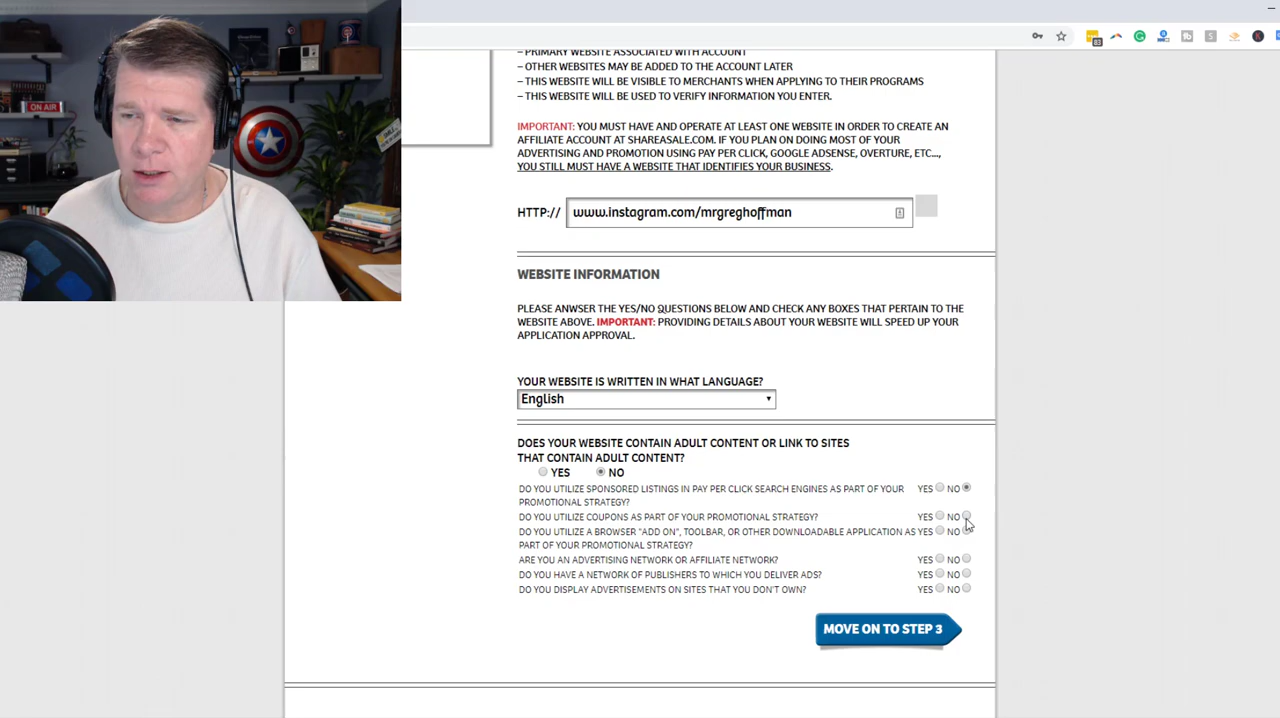 ON AIR
83
– PRIMARY WEBSITE ASSOCIATED WITH ACCOUNT
– OTHER WEBSITES MAY BE ADDED TO THE ACCOUNT LATER
– THIS WEBSITE WILL BE VISIBLE TO MERCHANTS WHEN APPLYING TO THEIR PROGRAMS
– THIS WEBSITE WILL BE USED TO VERIFY INFORMATION YOU ENTER.
IMPORTANT: YOU MUST HAVE AND OPERATE AT LEAST ONE WEBSITE IN ORDER TO CREATE AN
AFFILIATE ACCOUNT AT SHAREASALE.COM. IF YOU PLAN ON DOING MOST OF YOUR
ADVERTISING AND PROMOTION USING PAY PER CLICK, GOOGLE ADSENSE, OVERTURE, ETC...,
YOU STILL MUST HAVE A WEBSITE THAT IDENTIFIES YOUR BUSINESS.
HTTP:// www.instagram.com/mrgreghoffman
WEBSITE INFORMATION
PLEASE ANWSER THE YES/NO QUESTIONS BELOW AND CHECK ANY BOXES THAT PERTAIN TO THE
WEBSITE ABOVE. IMPORTANT: PROVIDING DETAILS ABOUT YOUR WEBSITE WILL SPEED UP YOUR
APPLICATION APPROVAL.
YOUR WEBSITE IS WRITTEN IN WHAT LANGUAGE?
English
DOES YOUR WEBSITE CONTAIN ADULT CONTENT OR LINK TO SITES
THAT CONTAIN ADULT CONTENT?
YES NO
DO YOU UTILIZE SPONSORED LISTINGS IN PAY PER CLICK SEARCH ENGINES AS PART OF YOUR YES NO
PROMOTIONAL STRATEGY?
DO YOU UTILIZE COUPONS AS PART OF YOUR PROMOTIONAL STRATEGY? YES NO
DO YOU UTILIZE A BROWSER "ADD ON", TOOLBAR, OR OTHER DOWNLOADABLE APPLICATION AS YES NO
PART OF YOUR PROMOTIONAL STRATEGY?
ARE YOU AN ADVERTISING NETWORK OR AFFILIATE NETWORK? YES NO
DO YOU HAVE A NETWORK OF PUBLISHERS TO WHICH YOU DELIVER ADS? YES NO
DO YOU DISPLAY ADVERTISEMENTS ON SITES THAT YOU DON'T OWN? YES NO
MOVE ON TO STEP 3